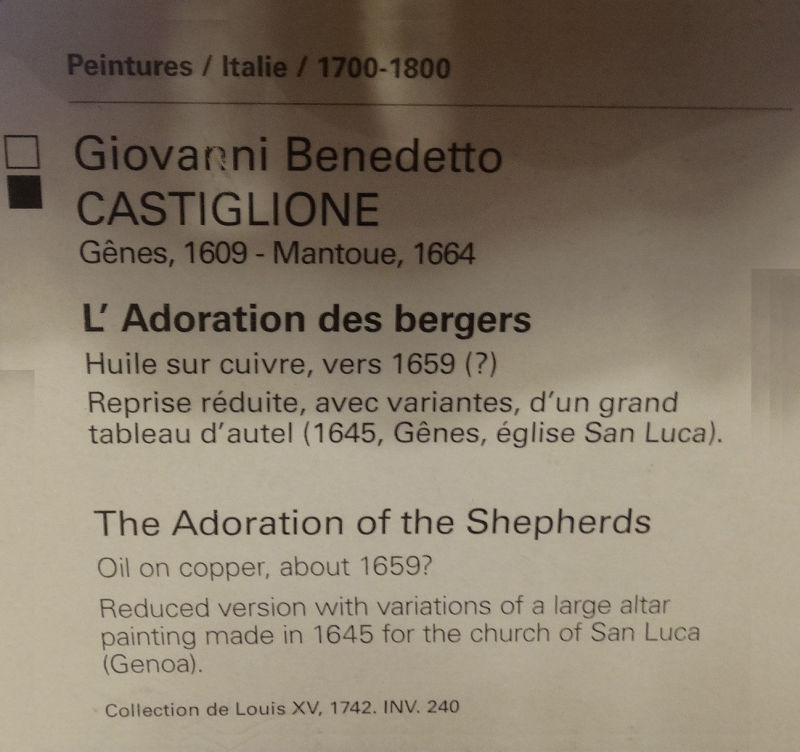 Peintures / Italie / 1700-1800
Giovanni Benedetto
CASTIGLIONE
Gênes, 1609 - Mantoue, 1664
L' Adoration des bergers
Huile sur cuivre, vers 1659 (?)
Reprise réduite, avec variantes, d'un grand
tableau d'autel (1645, Gênes, église San Luca).
The Adoration of the Shepherds
Oil on copper, about 1659?
Reduced version with variations of a large altar
painting made in 1645 for the church of San Luca
(Genoa).
Collection de Louis XV, 1742. INV. 240